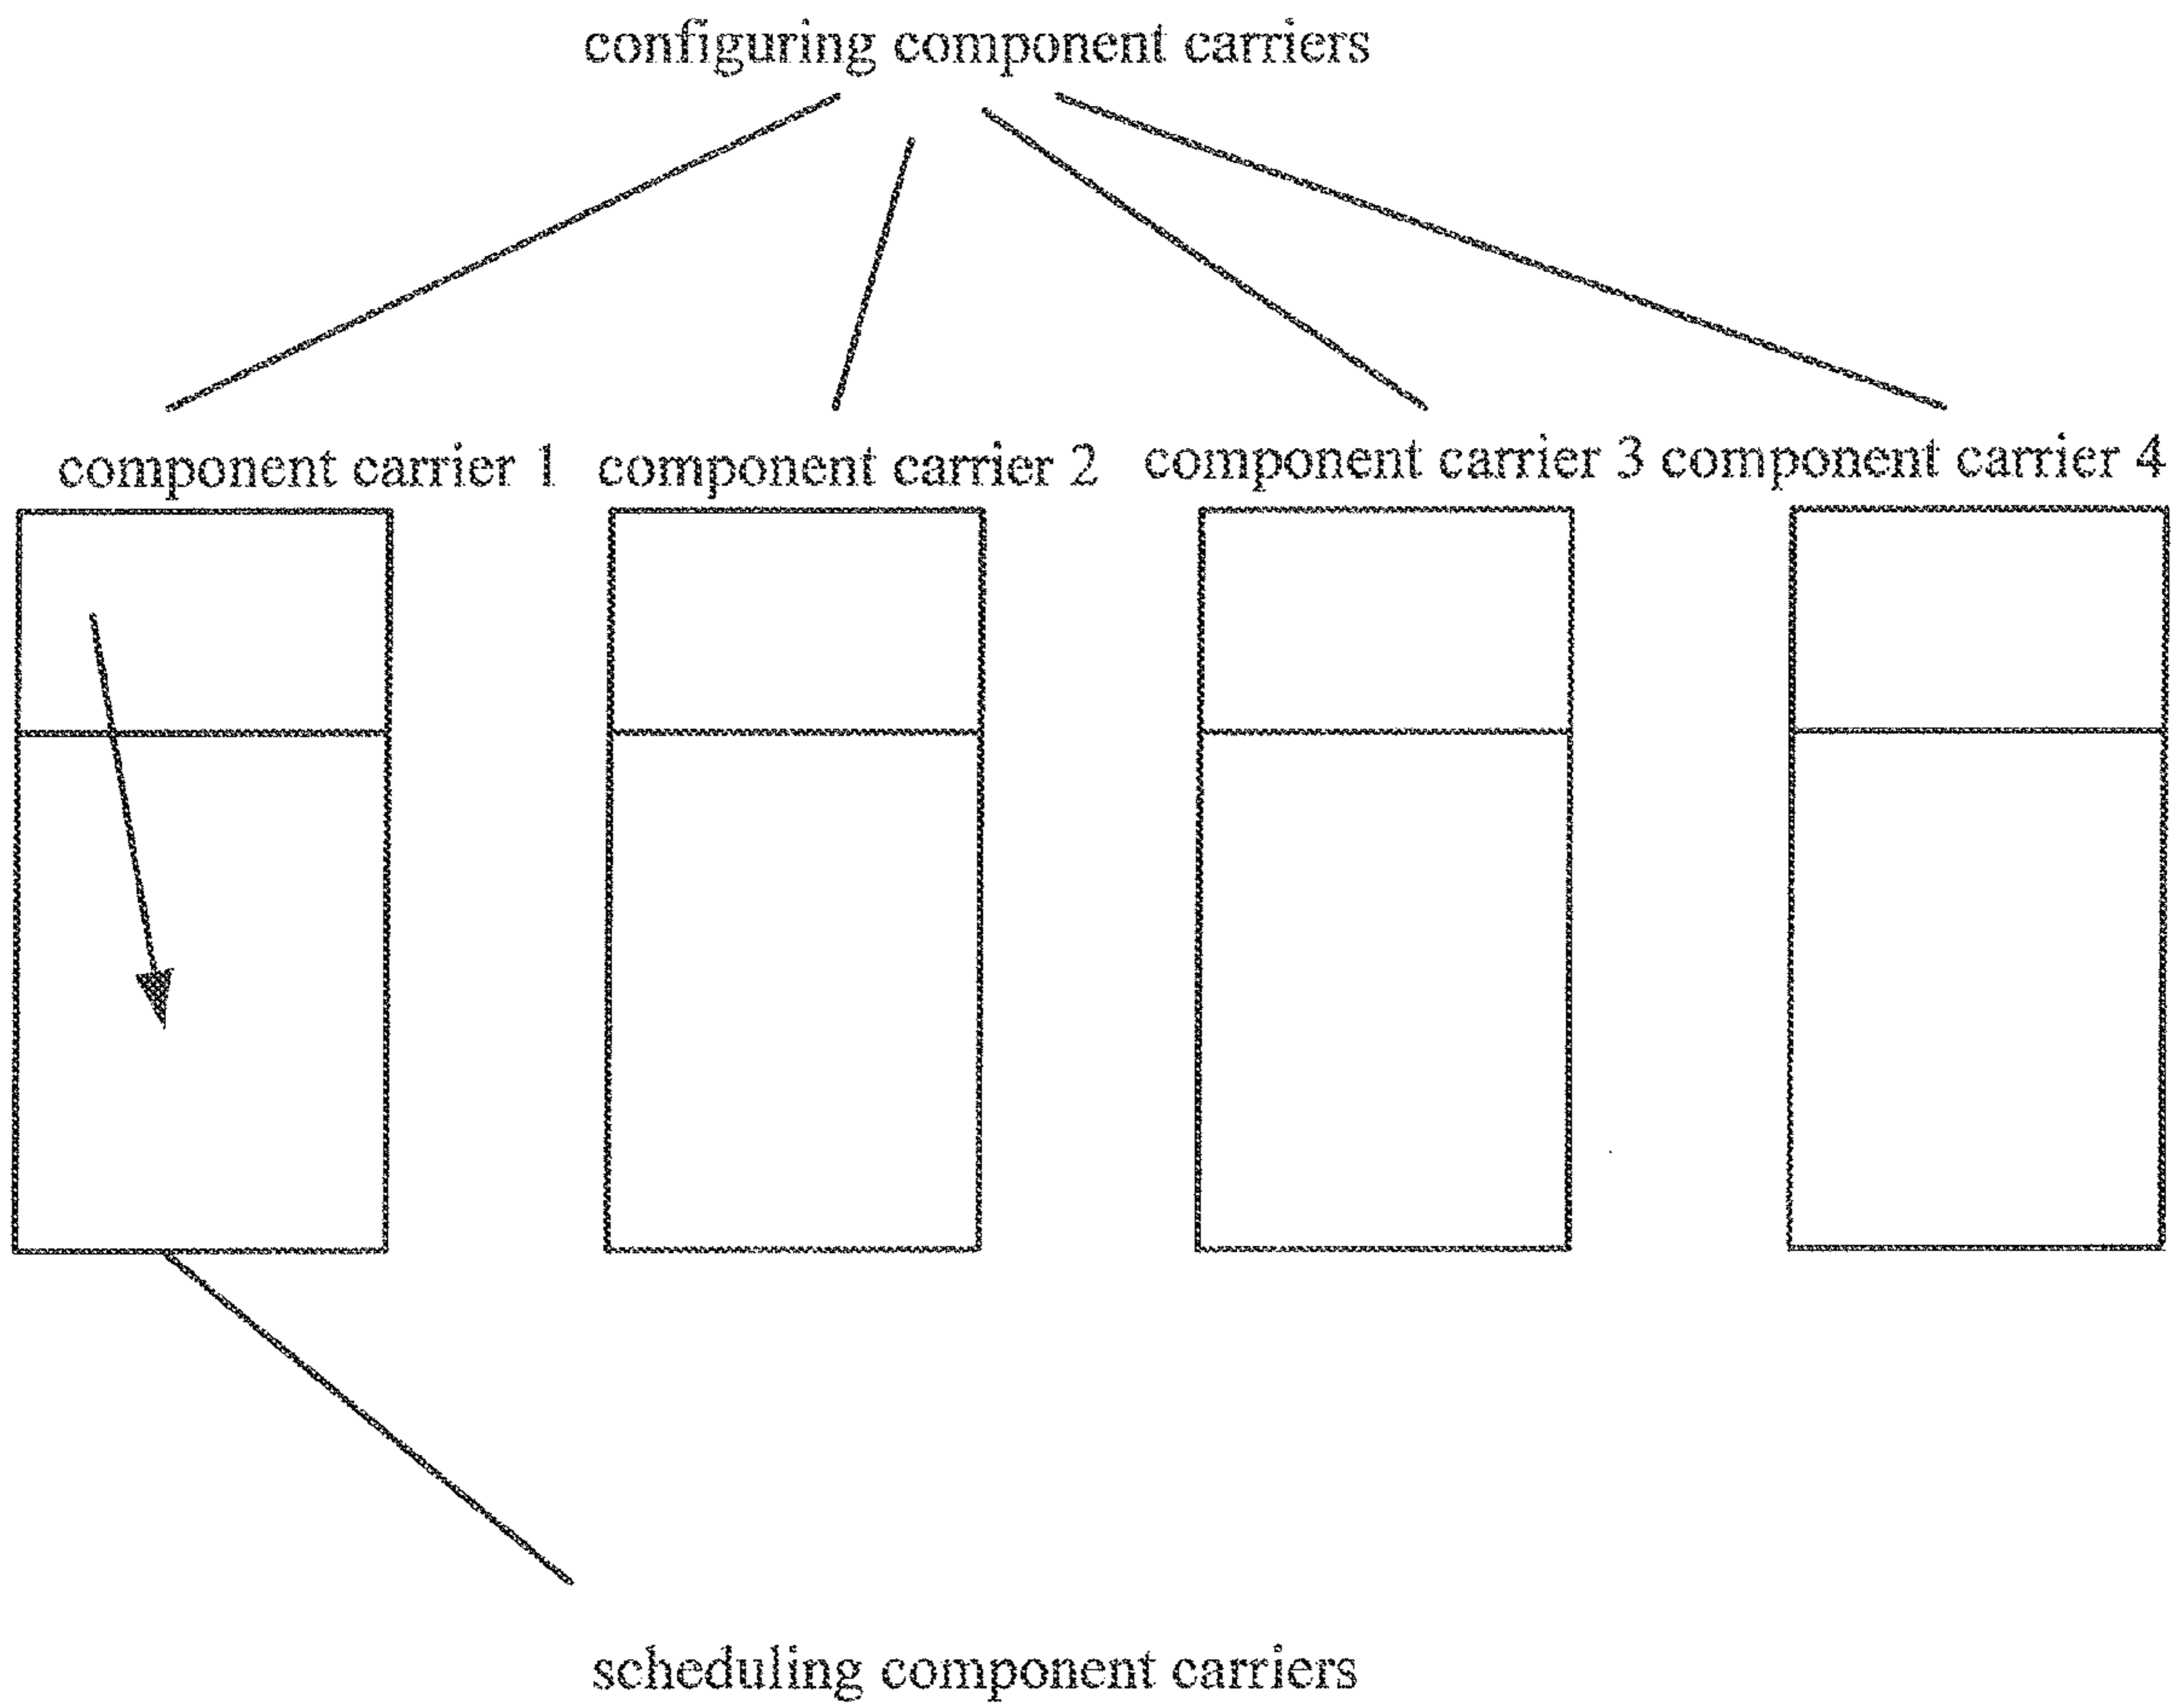 configuring component carriers
component carrier 1 component carrier 2 component carrier 3 component carrier 4
scheduling component carriers